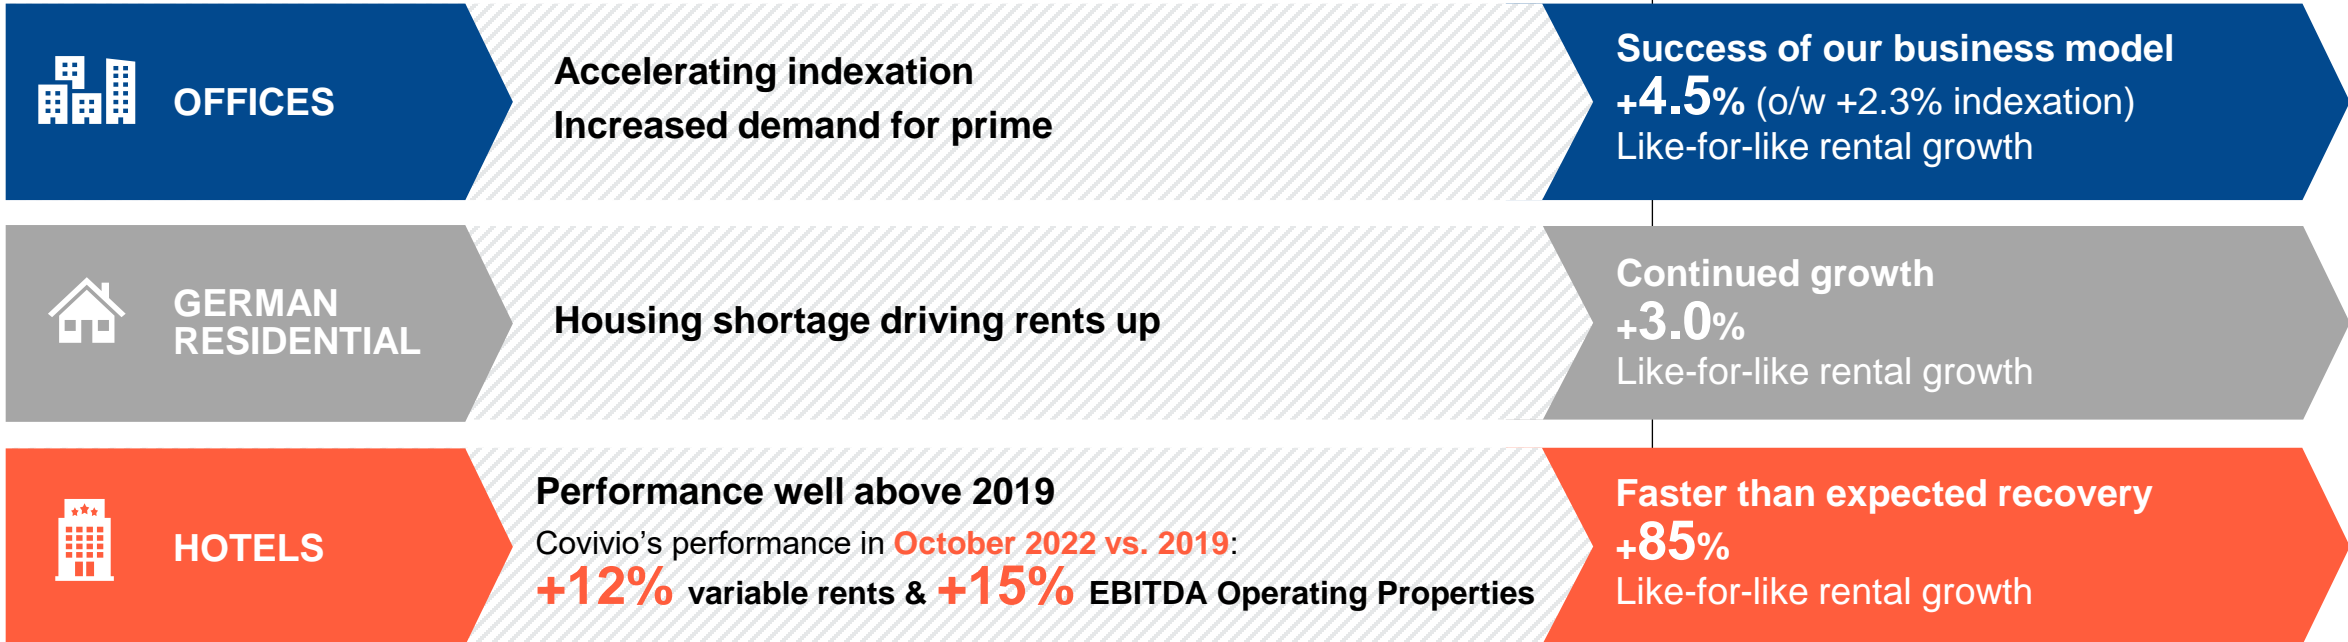 OFFICES
Accelerating indexation
Increased demand for prime
Success of our business model
+4.5% (o/w +2.3% indexation)
Like-for-like rental growth
GERMAN
RESIDENTIAL
Housing shortage driving rents up
Continued growth
+3.0%
Like-for-like rental growth
HOTELS
Performance well above 2019
Covivio’s performance in October 2022 vs. 2019:
+12% variable rents & +15% EBITDA Operating Properties
Faster than expected recovery
+85%
Like-for-like rental growth